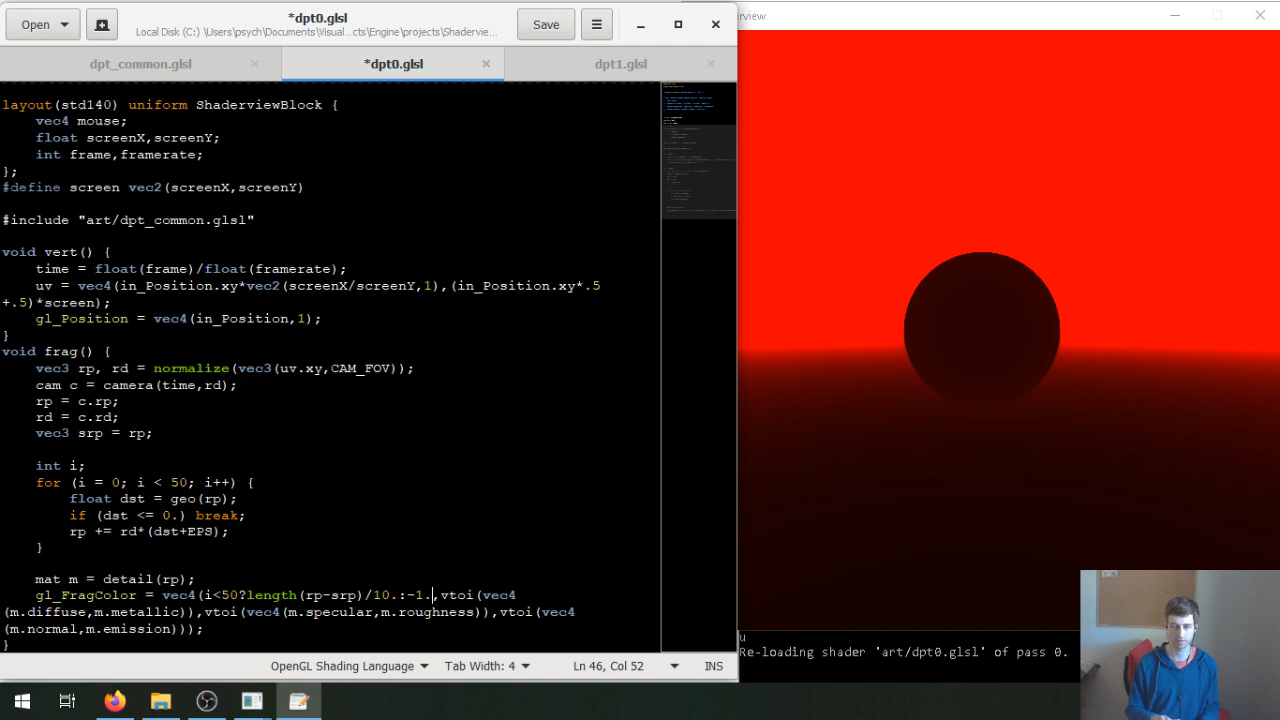 Open
*dpt0.glsl
Local Disk (C:) \Users\psych\Documents\Visual...cts\Engine\projects\Shadervie...
Save
erview
dpt_common.glsl
*dpt0.glsl
dpt1.glsl
layout(std140) uniform ShaderviewBlock {
    vec4 mouse;
    float screenX,screenY;
    int frame,framerate;
};
#define screen vec2(screenX,screenY)
#include "art/dpt_common.glsl"
void vert() {
    time = float(frame)/float(framerate);
    uv = vec4(in_Position.xy*vec2(screenX/screenY,1),(in_Position.xy*.5
+.5)*screen);
    gl_Position = vec4(in_Position,1);
}
void frag() {
    vec3 rp, rd = normalize(vec3(uv.xy,CAM_FOV));
    cam c = camera(time,rd);
    rp = c.rp;
    rd = c.rd;
    vec3 srp = rp;
    int i;
    for (i = 0; i < 50; i++) {
        float dst = geo(rp);
        if (dst <= 0.) break;
        rp += rd*(dst+EPS);
    }
    mat m = detail(rp);
    gl_FragColor = vec4(i<50?length(rp-srp)/10.:-1.,vtoi(vec4
(m.diffuse,m.metallic)),vtoi(vec4(m.specular,m.roughness)),vtoi(vec4
(m.normal,m.emission)));
}
u
Re-loading shader 'art/dpt0.glsl' of pass 0.
OpenGL Shading Language
Tab Width: 4
Ln 46, Col 52
INS